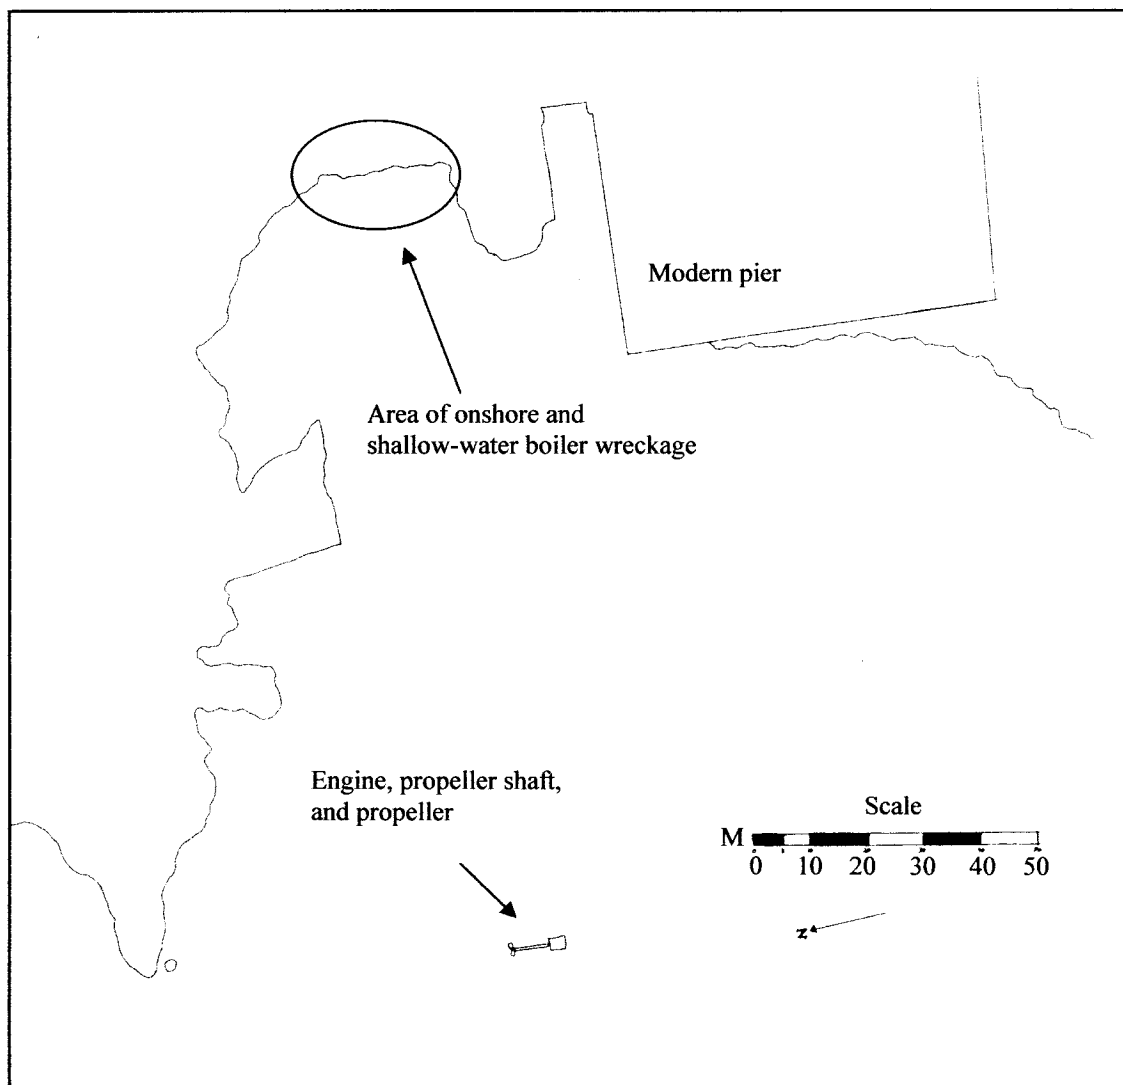 Modern pier
Area of onshore and
shallow-water boiler wreckage
Engine, propeller shaft,
and propeller
Scale
M
0 10 20 30 40 50
N